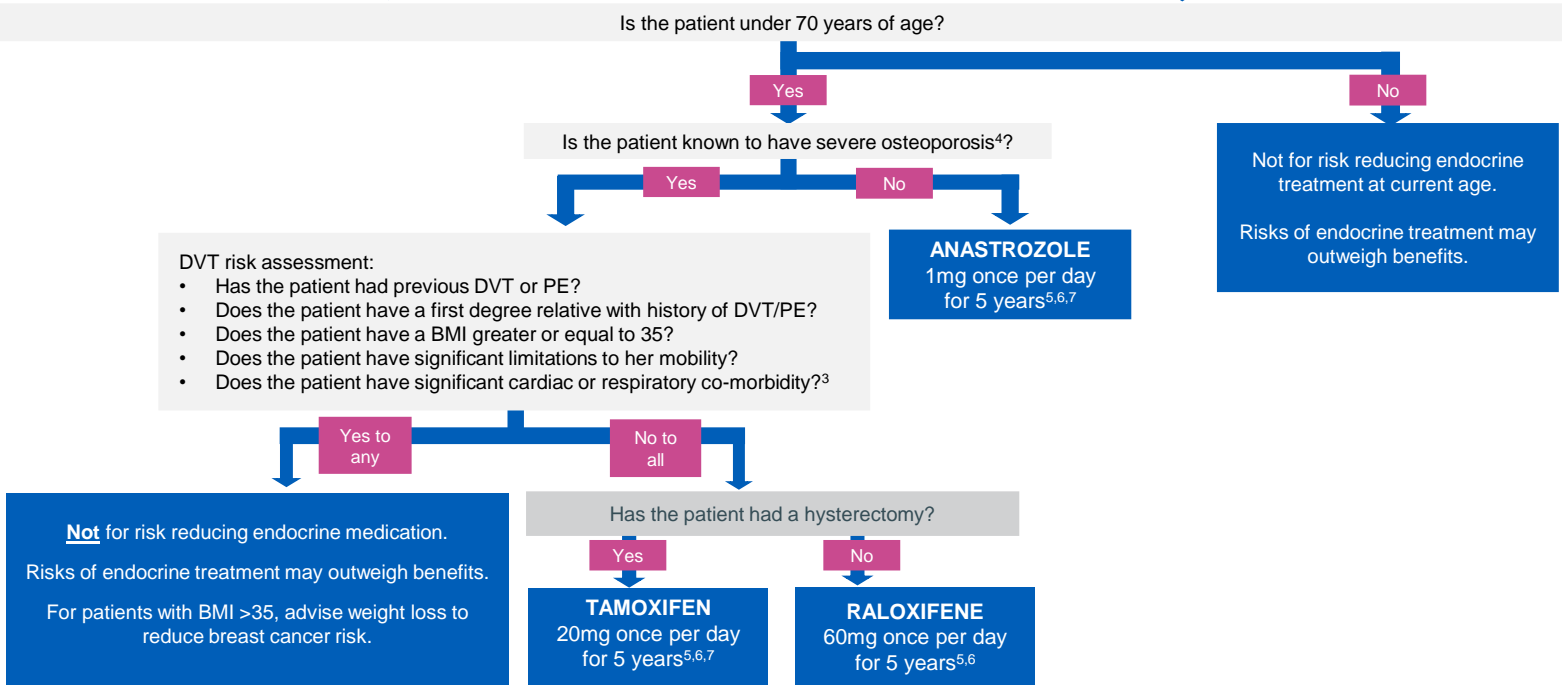 Is the patient under 70 years of age?
Yes
No
Is the patient known to have severe osteoporosis⁴?
Not for risk reducing endocrine
treatment at current age.
Risks of endocrine treatment may
outweigh benefits.
Yes
No
DVT risk assessment:
• Has the patient had previous DVT or PE?
• Does the patient have a first degree relative with history of DVT/PE?
• Does the patient have a BMI greater or equal to 35?
• Does the patient have significant limitations to her mobility?
• Does the patient have significant cardiac or respiratory co-morbidity?³
ANASTROZOLE
1mg once per day
for 5 years⁵,⁶,⁷
Yes to
any
No to
all
Not for risk reducing endocrine medication.
Risks of endocrine treatment may outweigh benefits.
For patients with BMI >35, advise weight loss to
reduce breast cancer risk.
Has the patient had a hysterectomy?
Yes
No
TAMOXIFEN
20mg once per day
for 5 years⁵,⁶,⁷
RALOXIFENE
60mg once per day
for 5 years⁵,⁶